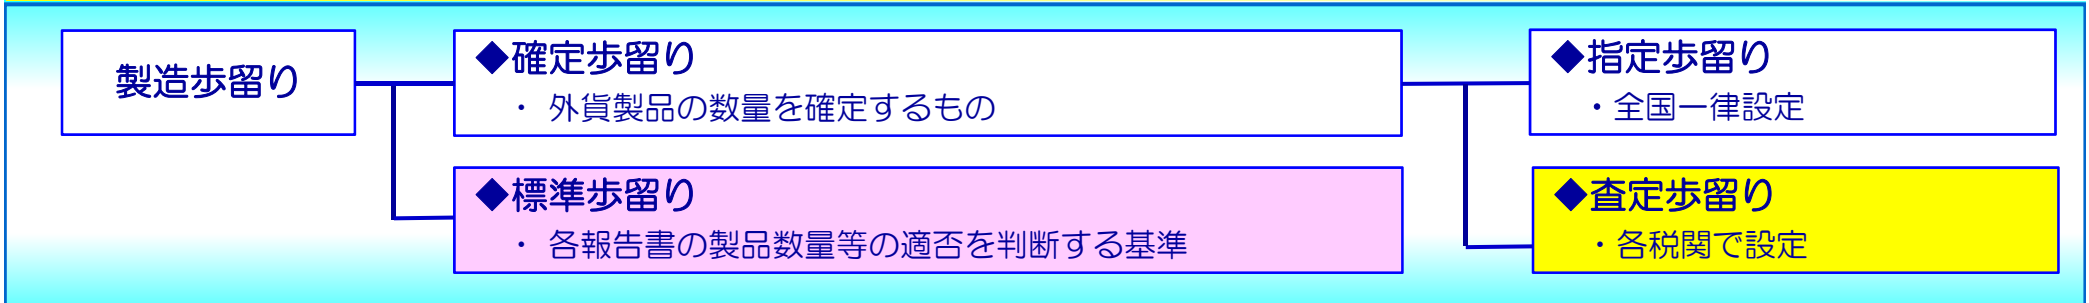 製造歩留り
◆確定歩留り
・ 外貨製品の数量を確定するもの
◆標準歩留り
・ 各報告書の製品数量等の適否を判断する基準
◆指定歩留り
・全国一律設定
◆査定歩留り
・各税関で設定